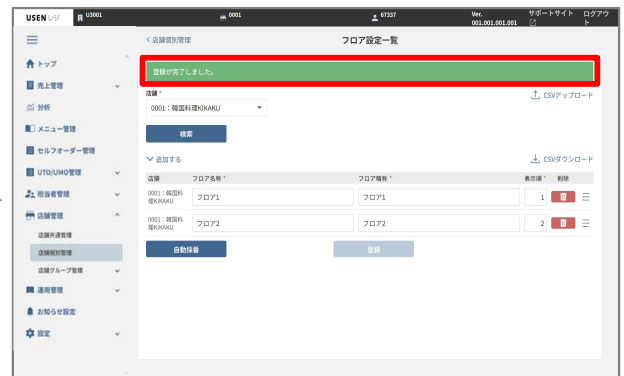 USEN レジ U3001 0001 67337 Ver. 001.001.001.001 サポートサイト ログアウト
< 店舗個別管理 フロア設定一覧
トップ
売上管理
分析
メニュー管理
セルフオーダー管理
UTO/UMO管理
担当者管理
店舗管理
店舗共通管理
店舗個別管理
店舗グループ管理
運用管理
お知らせ設定
設定
登録が完了しました。
店舗 *
CSVアップロード
0001：韓国料理KIKAKU
検索
追加する
CSVダウンロード
店舗 フロア名称 * フロア略称 * 表示順 * 削除
0001：韓国料理KIKAKU フロア1 フロア1 1
0001：韓国料理KIKAKU フロア2 フロア2 2
自動採番 登録